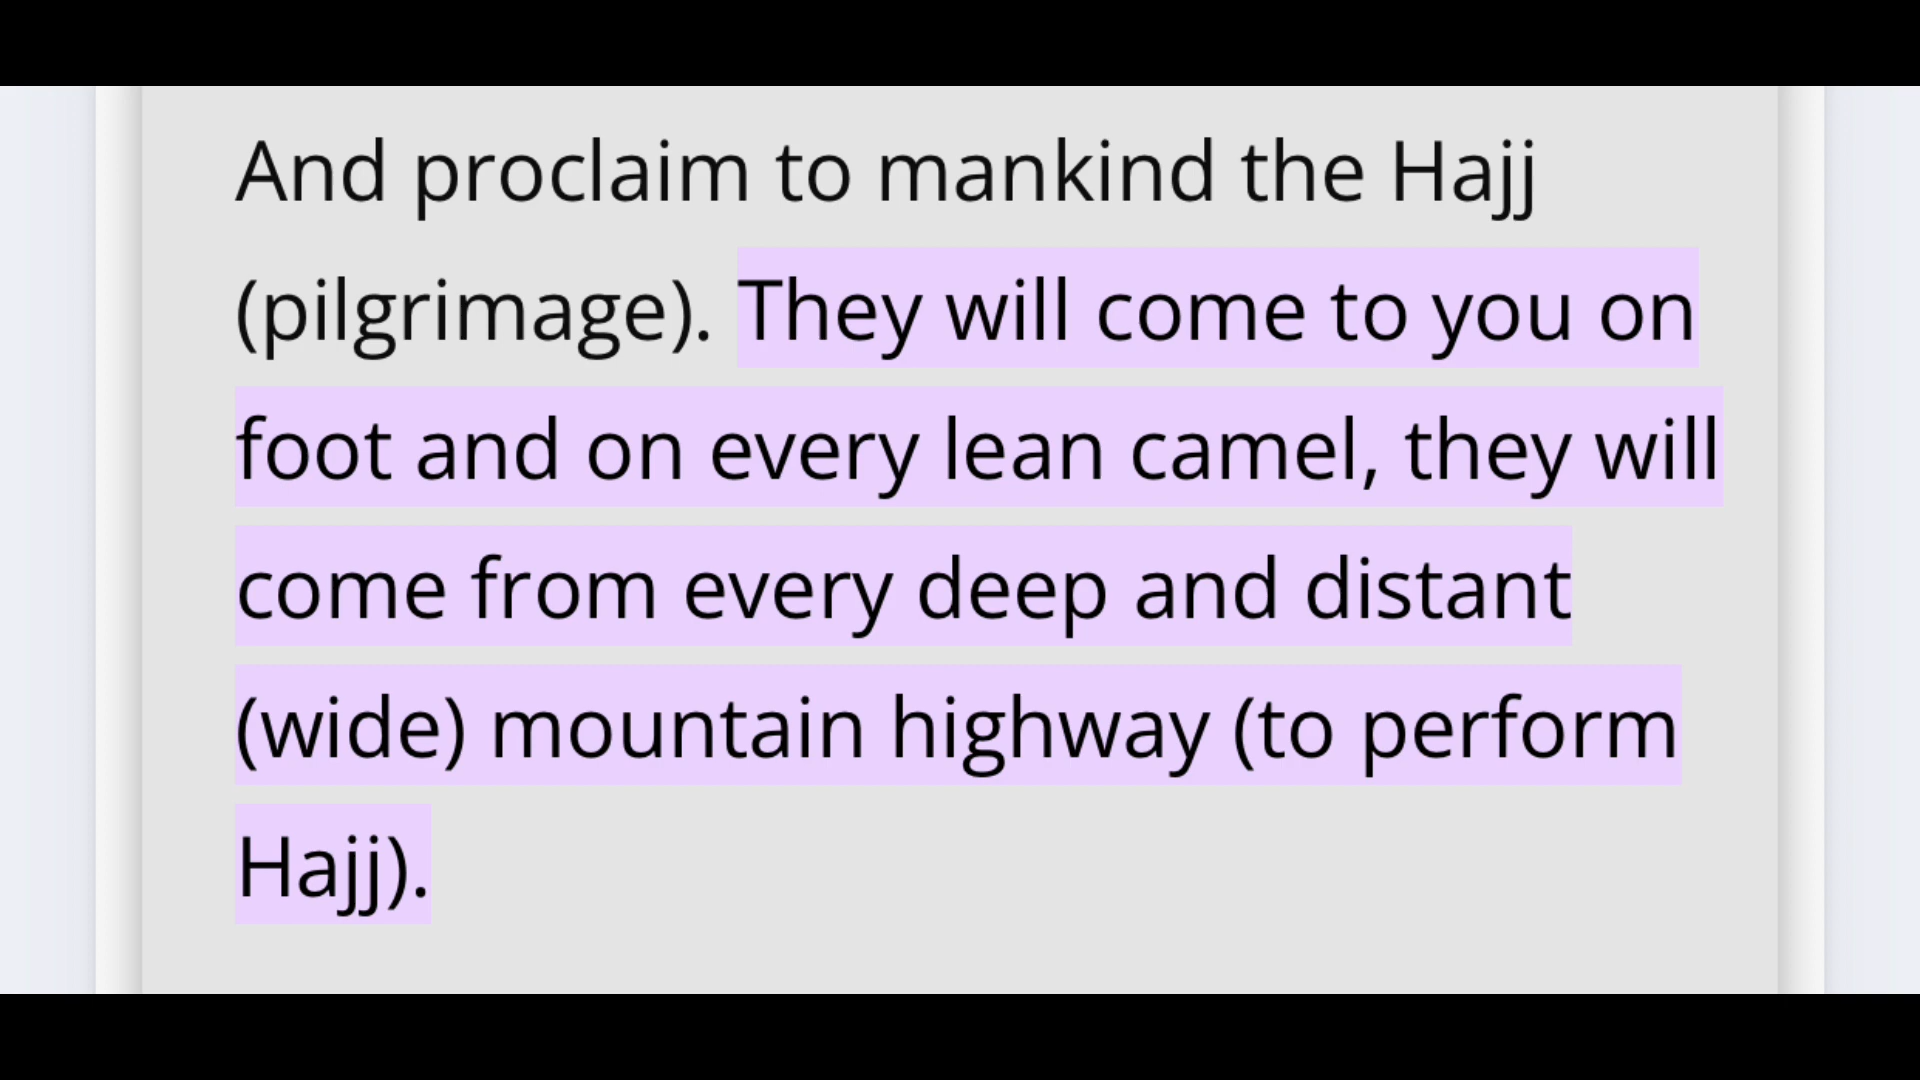 And proclaim to mankind the Hajj
(pilgrimage). They will come to you on
foot and on every lean camel, they will
come from every deep and distant
(wide) mountain highway (to perform
Hajj).